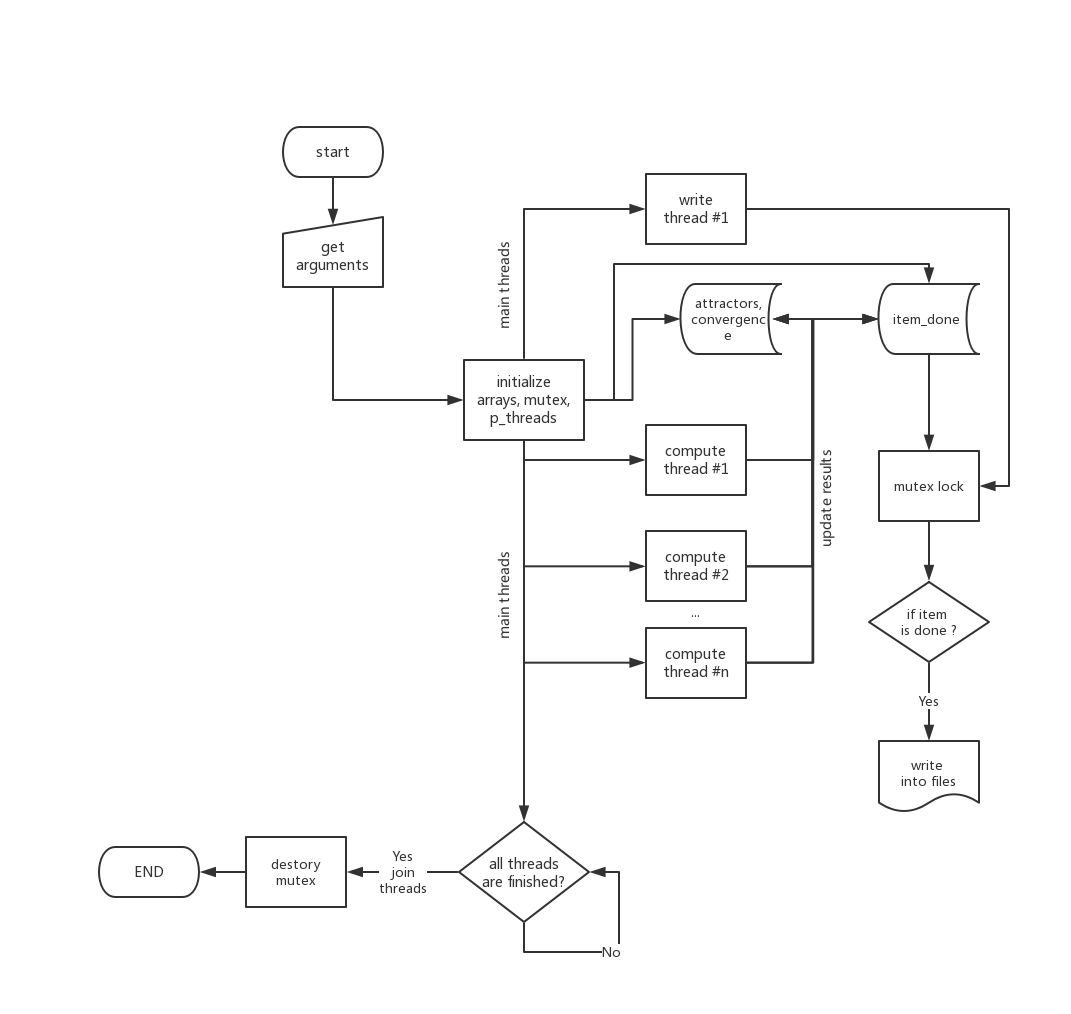 start
get
arguments
write
thread #1
main threads
attractors,
convergenc
e
item_done
initialize
arrays, mutex,
p_threads
compute
thread #1
update results
mutex lock
compute
thread #2
main threads
...
compute
thread #n
if item
is done ?
Yes
write
into files
all threads
are finished?
Yes
join
threads
destory
mutex
END
No